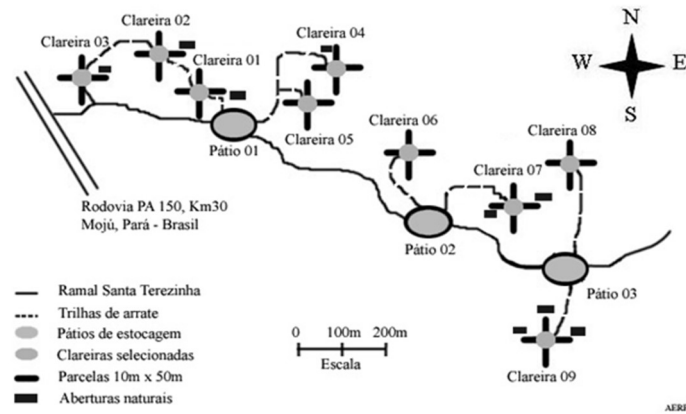 Clareira 02
Clareira 03
Clareira 01
Clareira 04
N
W
E
S
Clareira 05
Pátio 01
Clareira 06
Clareira 08
Clareira 07
Rodovia PA 150, Km30
Mojú, Pará - Brasil
Pátio 02
Pátio 03
Ramal Santa Terezinha
Trilhas de arrate
Pátios de estocagem
Clareiras selecionadas
Parcelas 10m x 50m
Aberturas naturais
0 100m 200m
Escala
Clareira 09